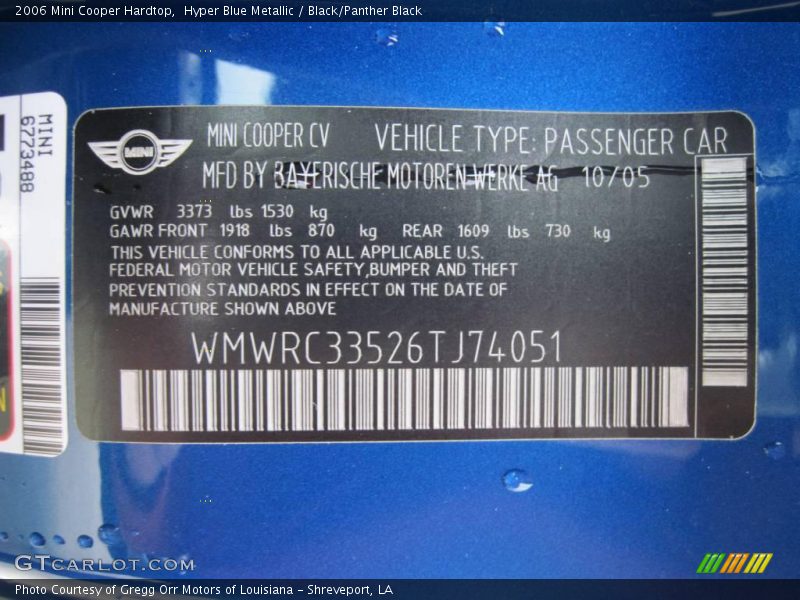 2006 Mini Cooper Hardtop,  Hyper Blue Metallic / Black/Panther Black
MINI
6773488
MINI
MINI COOPER CV VEHICLE TYPE: PASSENGER CAR
MFD BY BAYERISCHE MOTOREN WERKE AG 10/05
GVWR 3373 lbs 1530 kg
GAWR FRONT 1918 lbs 870 kg REAR 1609 lbs 730 kg
THIS VEHICLE CONFORMS TO ALL APPLICABLE U.S.
FEDERAL MOTOR VEHICLE SAFETY,BUMPER AND THEFT
PREVENTION STANDARDS IN EFFECT ON THE DATE OF
MANUFACTURE SHOWN ABOVE
WMWRC33526TJ74051
GTCARLOT.COM
Photo Courtesy of Gregg Orr Motors of Louisiana - Shreveport, LA